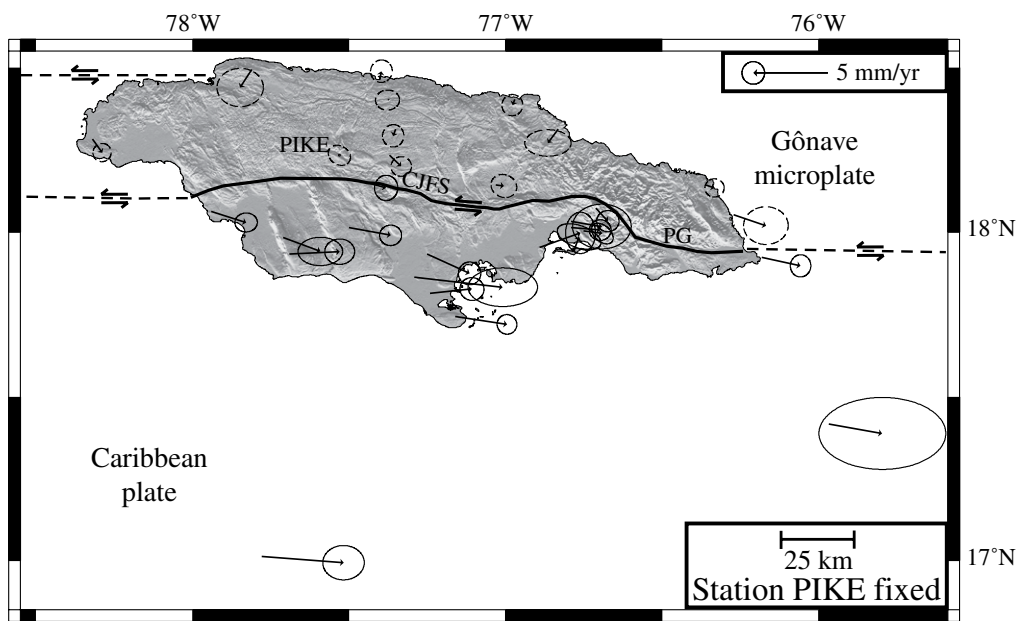 78˚W 77˚W 76˚W
5 mm/yr
PIKE
Gônave
microplate
CJFS
18˚N
PG
Caribbean
plate
25 km
17˚N
Station PIKE fixed